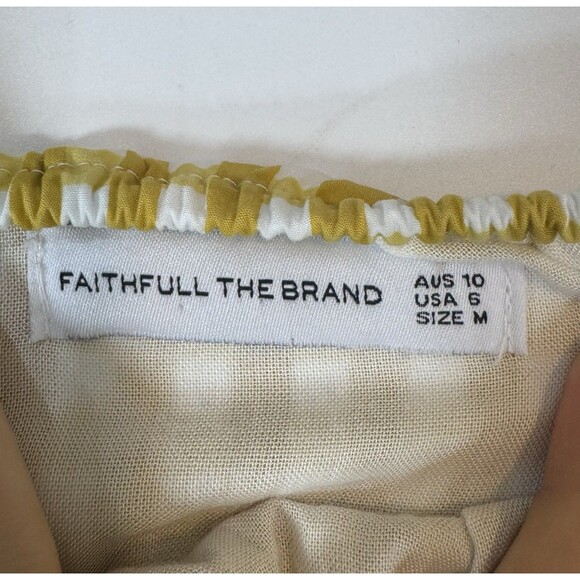 FAITHFULL THE BRAND
AUS 10
USA 6
SIZE M